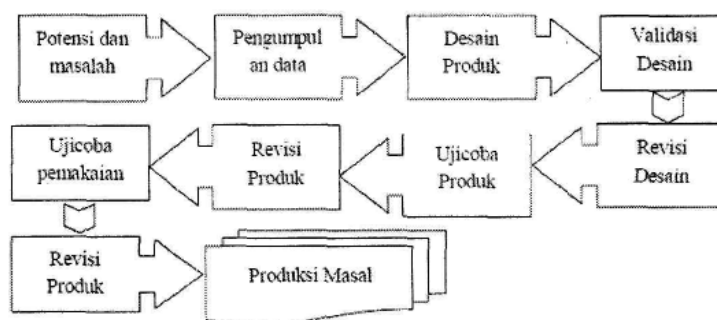 Potensi dan
masalah
Pengumpul
an data
Desain
Produk
Validasi
Desain
Ujicoba
pemakaian
Revisi
Produk
Ujicoba
Produk
Revisi
Desain
Revisi
Produk
Produksi Masal